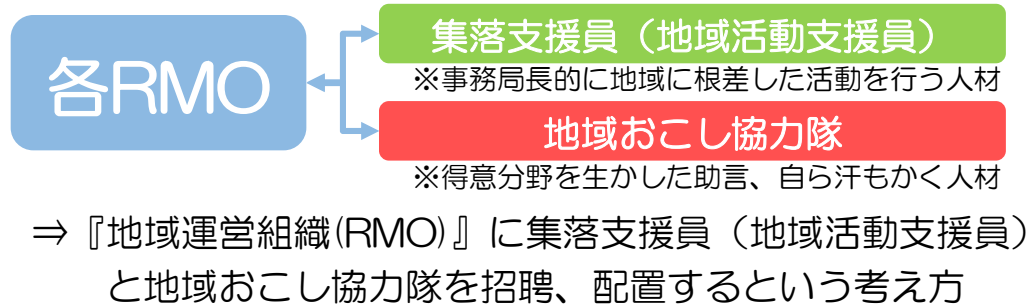 各RMO
集落支援員（地域活動支援員）
※事務局長的に地域に根差した活動を行う人材
地域おこし協力隊
※得意分野を生かした助言、自ら汗もかく人材
⇒『地域運営組織(RMO)』に集落支援員（地域活動支援員）
と地域おこし協力隊を招聘、配置するという考え方